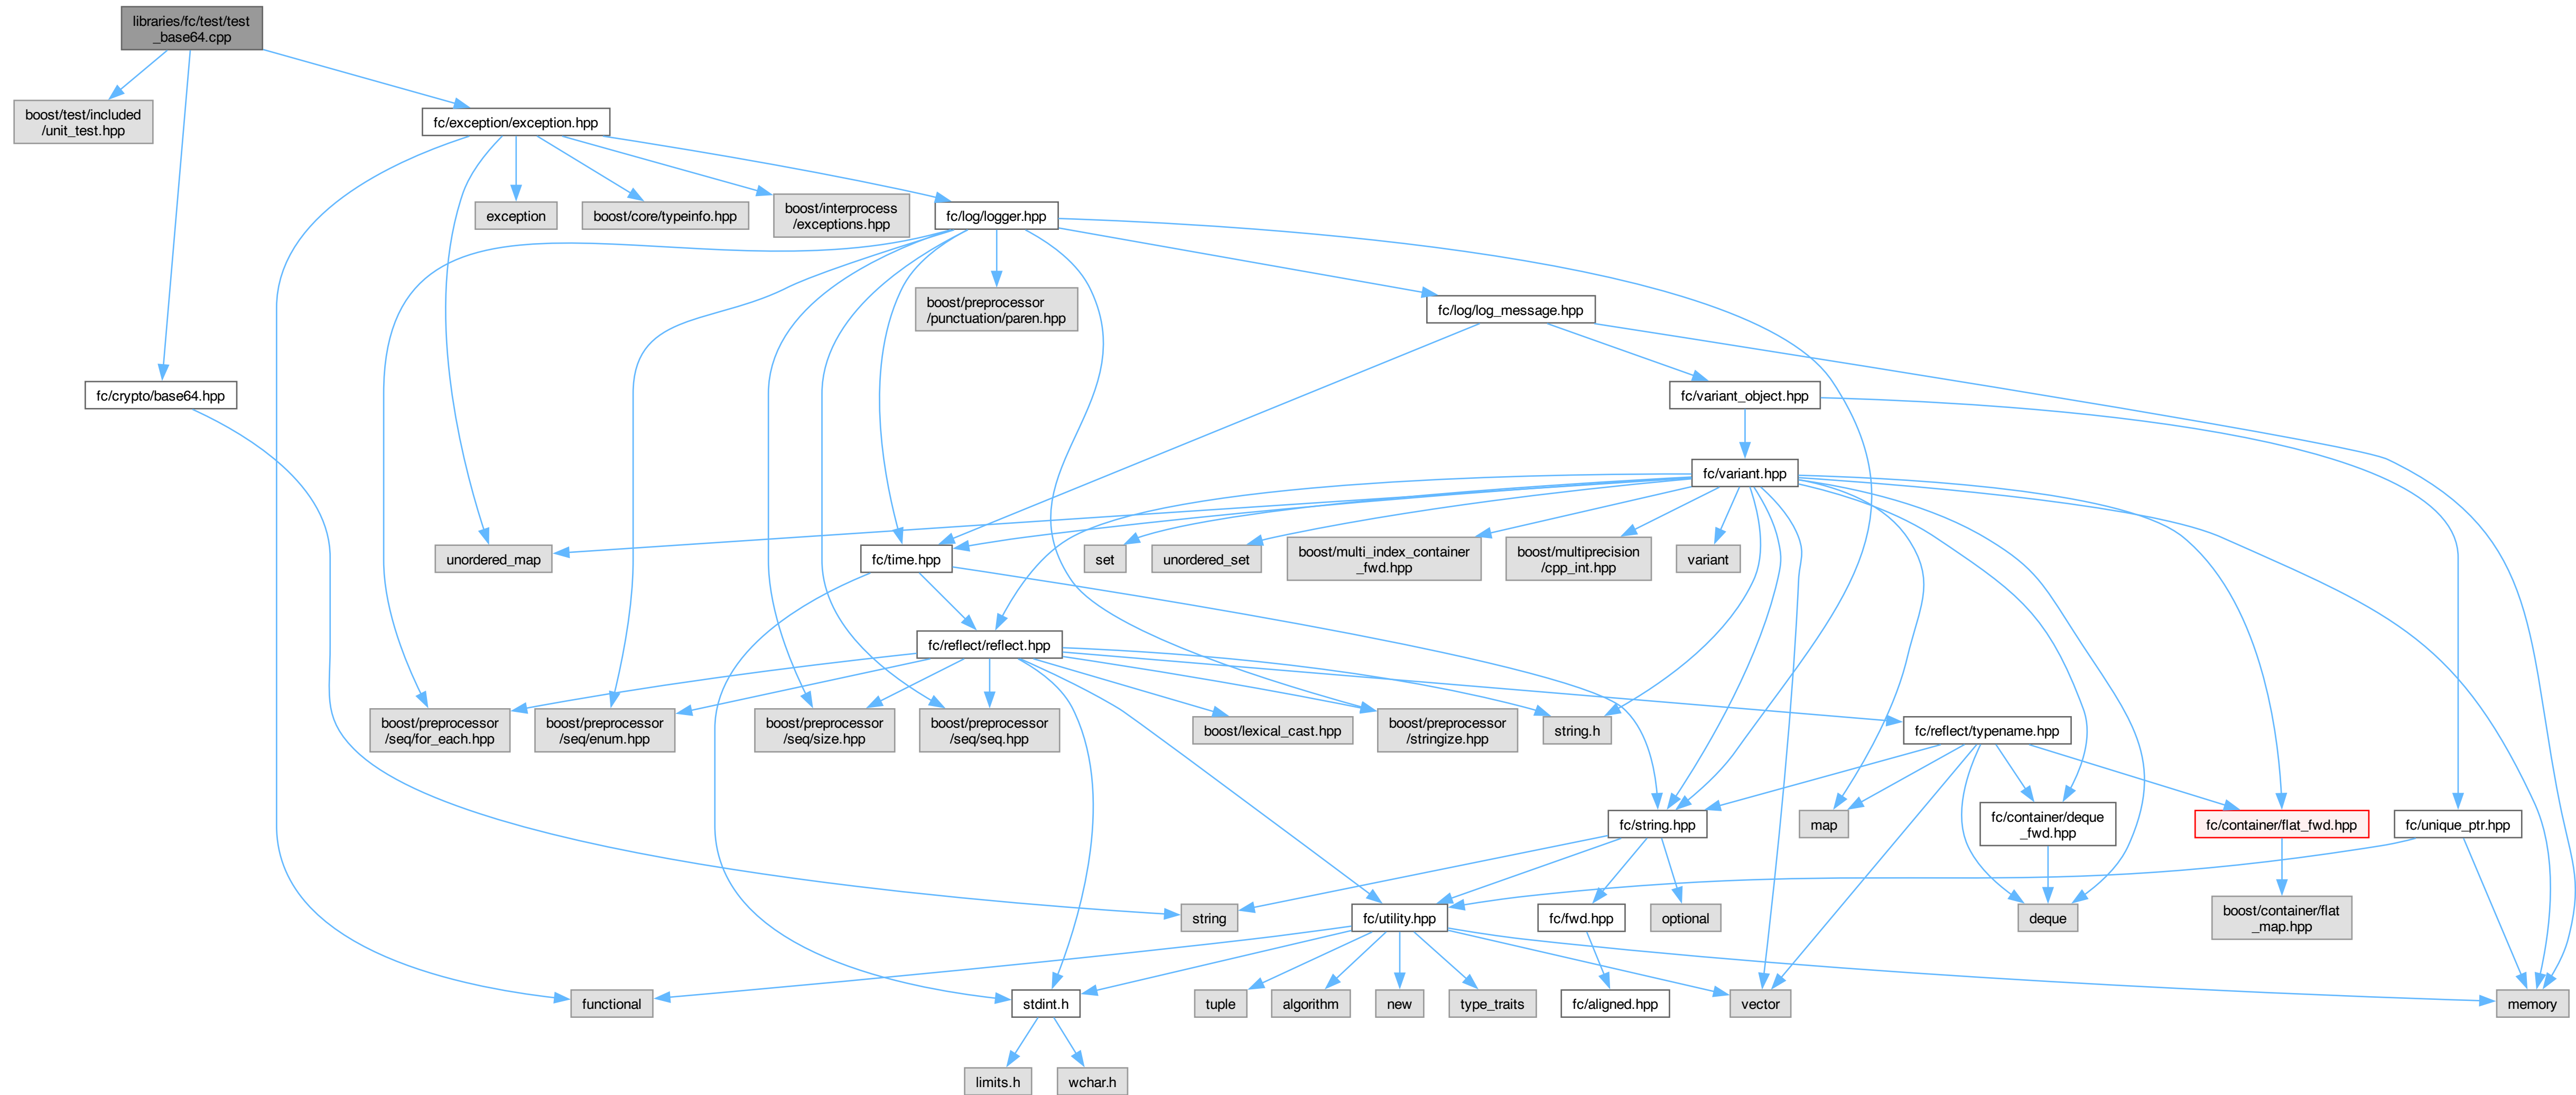 libraries/fc/test/test
_base64.cpp
boost/test/included
/unit_test.hpp
fc/exception/exception.hpp
exception
boost/core/typeinfo.hpp
boost/interprocess
/exceptions.hpp
fc/log/logger.hpp
boost/preprocessor
/punctuation/paren.hpp
fc/log/log_message.hpp
fc/crypto/base64.hpp
fc/variant_object.hpp
fc/variant.hpp
unordered_map
fc/time.hpp
set
unordered_set
boost/multi_index_container
_fwd.hpp
boost/multiprecision
/cpp_int.hpp
variant
fc/reflect/reflect.hpp
boost/preprocessor
/seq/for_each.hpp
boost/preprocessor
/seq/enum.hpp
boost/preprocessor
/seq/size.hpp
boost/preprocessor
/seq/seq.hpp
boost/lexical_cast.hpp
boost/preprocessor
/stringize.hpp
string.h
fc/reflect/typename.hpp
fc/string.hpp
map
fc/container/deque
_fwd.hpp
fc/container/flat_fwd.hpp
fc/unique_ptr.hpp
string
fc/utility.hpp
fc/fwd.hpp
optional
deque
boost/container/flat
_map.hpp
functional
stdint.h
tuple
algorithm
new
type_traits
fc/aligned.hpp
vector
memory
limits.h
wchar.h